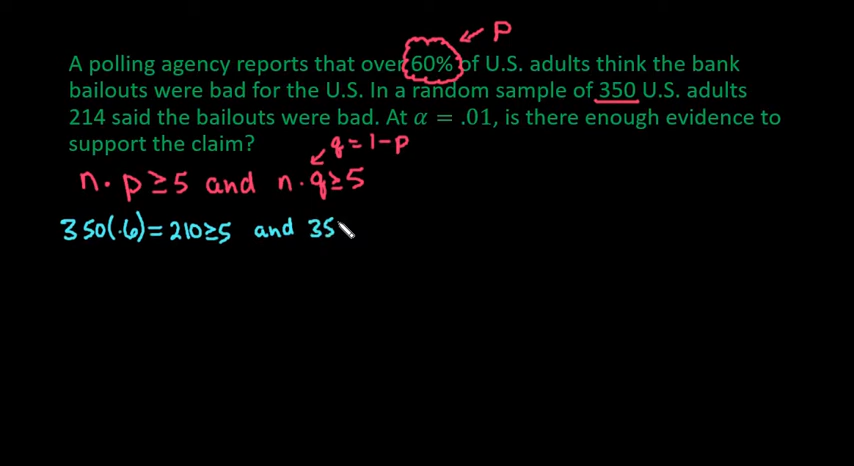 ← P
A polling agency reports that over 60% of U.S. adults think the bank
bailouts were bad for the U.S. In a random sample of 350 U.S. adults
214 said the bailouts were bad. At α = .01, is there enough evidence to
support the claim?
q = 1 - p
n · p ≥ 5 and n · q ≥ 5
350(.6) = 210 ≥ 5 and 35